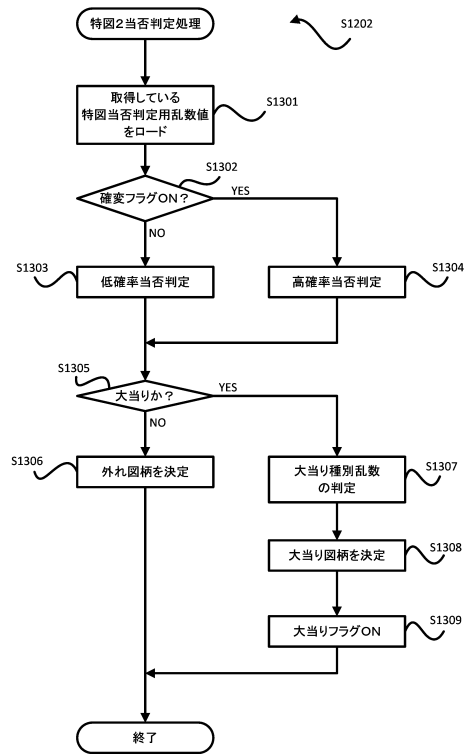 特図２当否判定処理
S1202
取得している
特図当否判定用乱数値
をロード
S1301
S1302
確変フラグON？
YES
NO
S1303
低確率当否判定
高確率当否判定
S1304
S1305
大当りか？
YES
NO
S1306
外れ図柄を決定
大当り種別乱数
の判定
S1307
大当り図柄を決定
S1308
大当りフラグON
S1309
終了